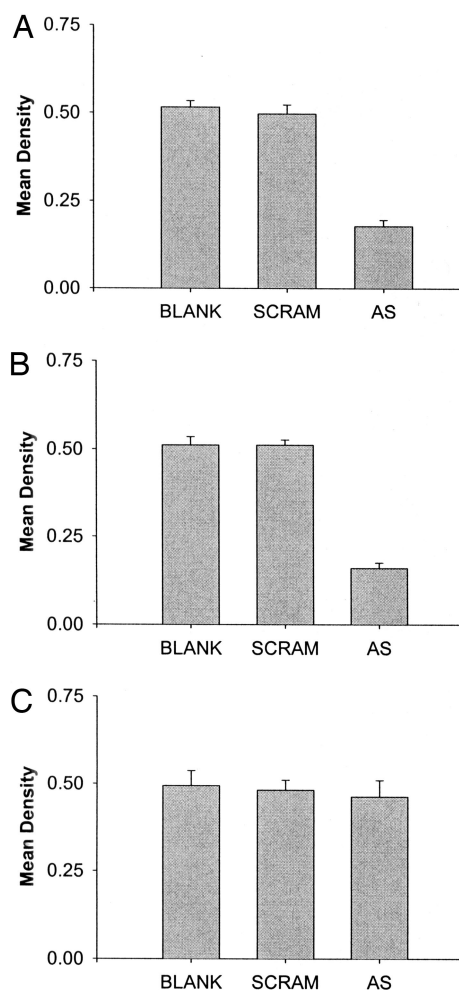 A
Mean Density
0.75
0.50
0.25
0.00
BLANK SCRAM AS
B
Mean Density
0.75
0.50
0.25
0.00
BLANK SCRAM AS
C
Mean Density
0.75
0.50
0.25
0.00
BLANK SCRAM AS